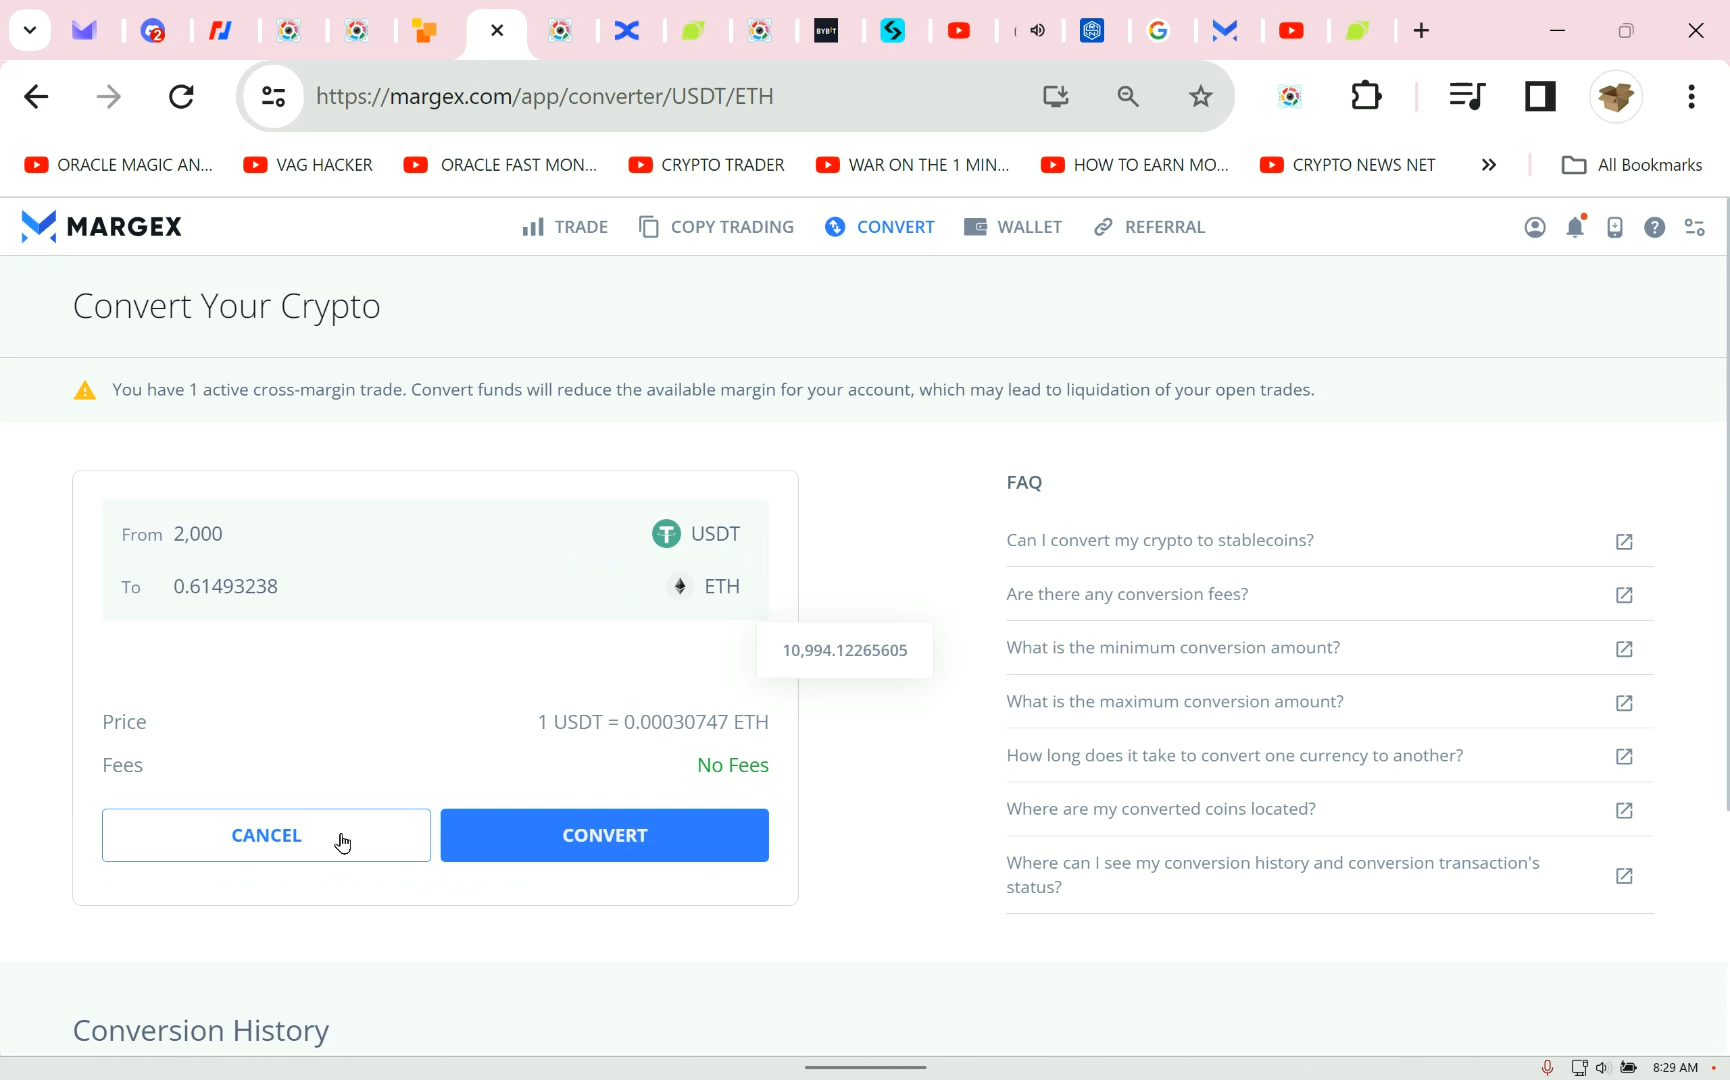 2
BYBIT
https://margex.com/app/converter/USDT/ETH
ORACLE MAGIC AN... VAG HACKER ORACLE FAST MON... CRYPTO TRADER WAR ON THE 1 MIN... HOW TO EARN MO... CRYPTO NEWS NET » All Bookmarks
MARGEX TRADE COPY TRADING CONVERT WALLET REFERRAL
Convert Your Crypto
You have 1 active cross-margin trade. Convert funds will reduce the available margin for your account, which may lead to liquidation of your open trades.
From 2,000 USDT
To 0.61493238 ETH
10,994.12265605
Price 1 USDT = 0.00030747 ETH
Fees No Fees
CANCEL CONVERT
FAQ
Can I convert my crypto to stablecoins?
Are there any conversion fees?
What is the minimum conversion amount?
What is the maximum conversion amount?
How long does it take to convert one currency to another?
Where are my converted coins located?
Where can I see my conversion history and conversion transaction's
status?
Conversion History
8:29 AM